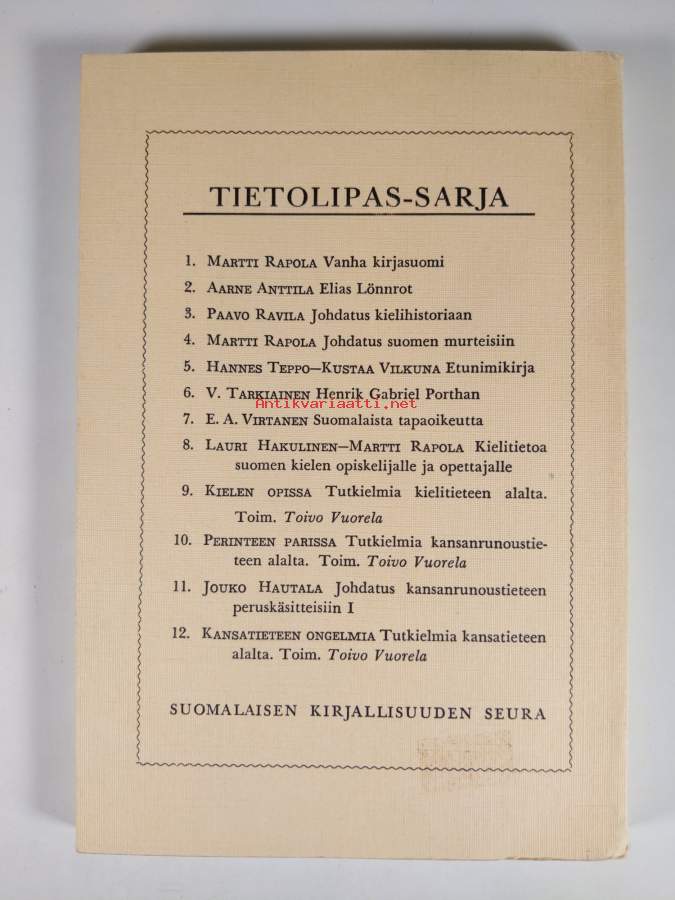 TIETOLIPAS-SARJA
1. MARTTI RAPOLA Vanha kirjasuomi
2. AARNE ANTTILA Elias Lönnrot
3. PAAVO RAVILA Johdatus kielihistoriaan
4. MARTTI RAPOLA Johdatus suomen murteisiin
5. HANNES TEPPO—KUSTAA VILKUNA Etunimikirja
6. V. TARKIAINEN Henrik Gabriel Porthan
Antikvariaatti.net
7. E. A. VIRTANEN Suomalaista tapaoikeutta
8. LAURI HAKULINEN—MARTTI RAPOLA Kielitietoa
suomen kielen opiskelijalle ja opettajalle
9. KIELEN OPISSA Tutkielmia kielitieteen alalta.
Toim. Toivo Vuorela
10. PERINTEEN PARISSA Tutkielmia kansanrunoustie-
teen alalta. Toim. Toivo Vuorela
11. JOUKO HAUTALA Johdatus kansanrunoustieteen
peruskäsitteisiin I
12. KANSATIETEEN ONGELMIA Tutkielmia kansatieteen
alalta. Toim. Toivo Vuorela
SUOMALAISEN KIRJALLISUUDEN SEURA